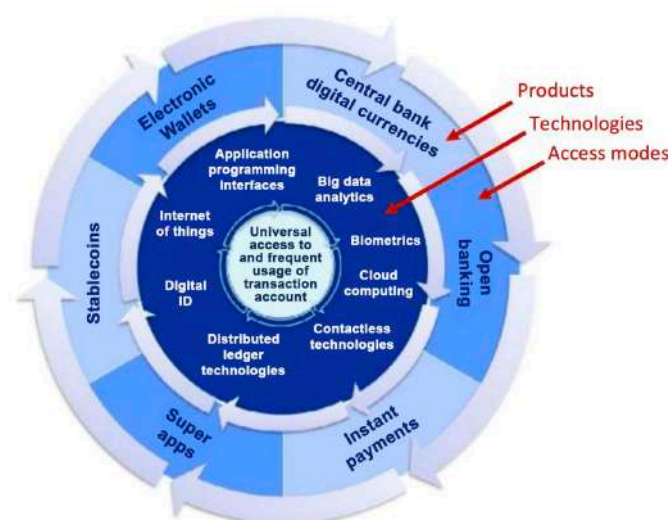 Electronic
Wallets
Central bank
digital currencies
Products
Technologies
Access modes
Application
programming
interfaces
Big data
analytics
Internet
of things
Universal
access to
and frequent
usage of
transaction
account
Biometrics
Stablecoins
Open
banking
Digital
ID
Cloud
computing
Distributed
ledger
technologies
Contactless
technologies
Super
apps
Instant
payments